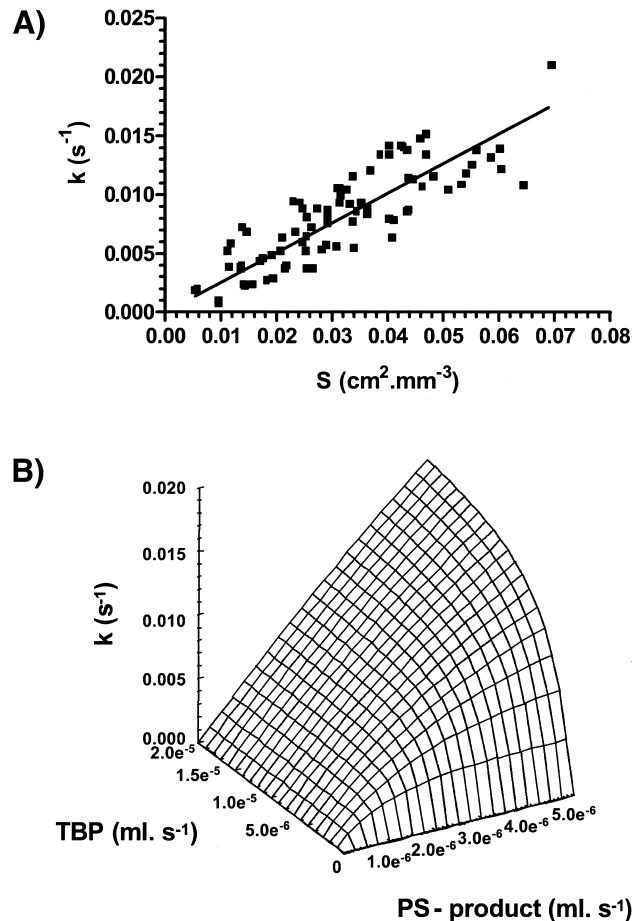 A)
0.025
0.020
0.015
0.010
0.005
0.000
k (s-1)
0.00 0.01 0.02 0.03 0.04 0.05 0.06 0.07 0.08
S (cm2.mm-3)
B)
0.020
0.015
0.010
0.005
0.000
k (s-1)
2.0e-5
1.5e-5
1.0e-5
5.0e-6
0
TBP (ml. s-1)
1.0e-6 2.0e-6 3.0e-6 4.0e-6 5.0e-6
PS - product (ml. s-1)